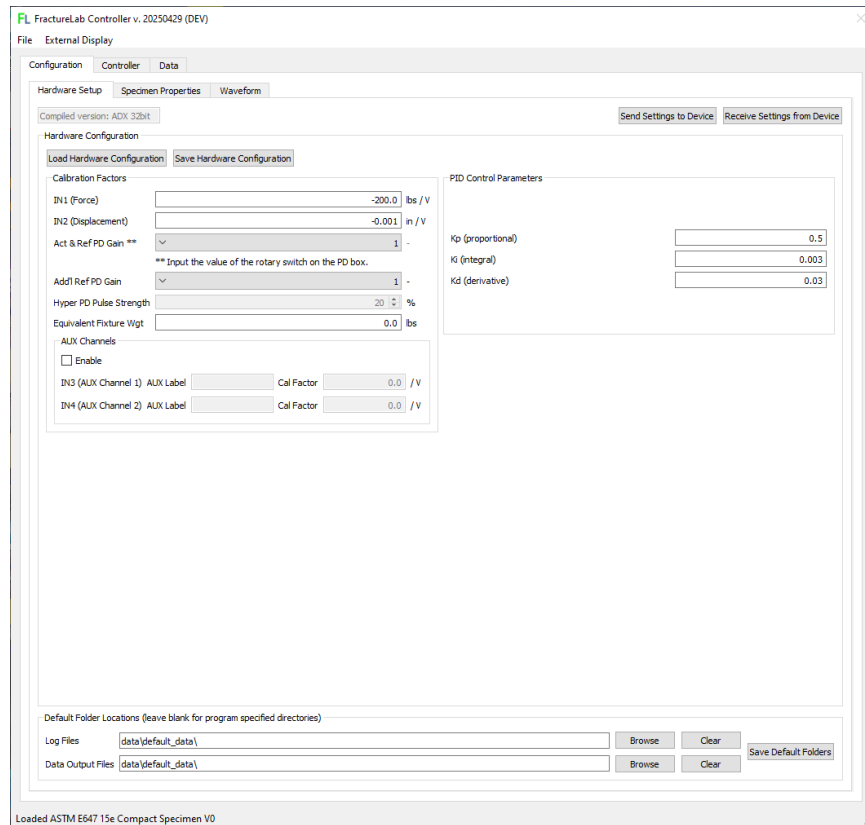 FL FractureLab Controller v. 20250429 (DEV)
File External Display
Configuration Controller Data
Hardware Setup Specimen Properties Waveform
Compiled version: ADX 32bit Send Settings to Device Receive Settings from Device
Hardware Configuration
Load Hardware Configuration Save Hardware Configuration
Calibration Factors
IN1 (Force) -200.0 lbs / V
IN2 (Displacement) -0.001 in / V
Act & Ref PD Gain ** 1 -
** Input the value of the rotary switch on the PD box.
Add'l Ref PD Gain 1 -
Hyper PD Pulse Strength 20 %
Equivalent Fixture Wgt 0.0 lbs
AUX Channels
Enable
IN3 (AUX Channel 1) AUX Label Cal Factor 0.0 / V
IN4 (AUX Channel 2) AUX Label Cal Factor 0.0 / V
PID Control Parameters
Kp (proportional) 0.5
Ki (integral) 0.003
Kd (derivative) 0.03
Default Folder Locations (leave blank for program specified directories)
Log Files data\default_data\ Browse Clear
Save Default Folders
Data Output Files data\default_data\ Browse Clear
Loaded ASTM E647 15e Compact Specimen V0